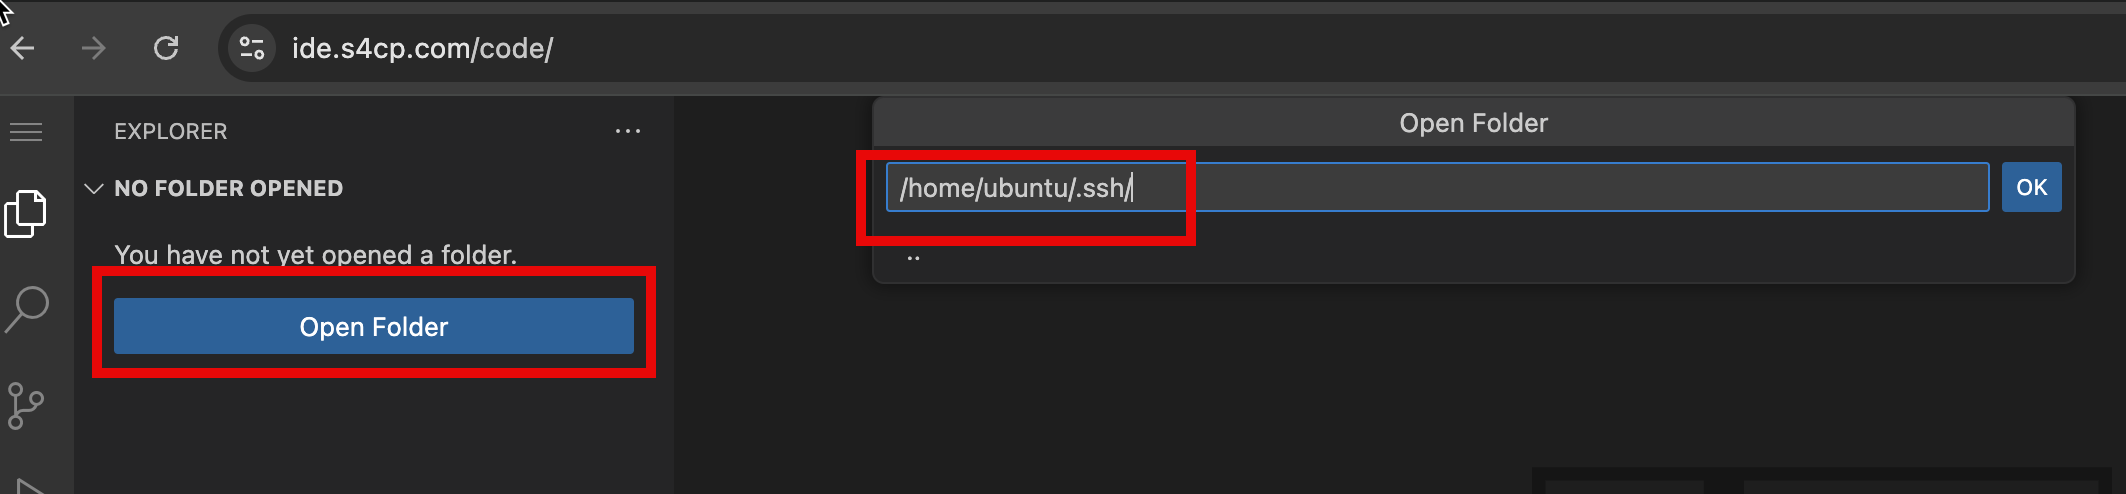 ide.s4cp.com/code/
EXPLORER
NO FOLDER OPENED
You have not yet opened a folder.
Open Folder
Open Folder
/home/ubuntu/.ssh/
OK
..